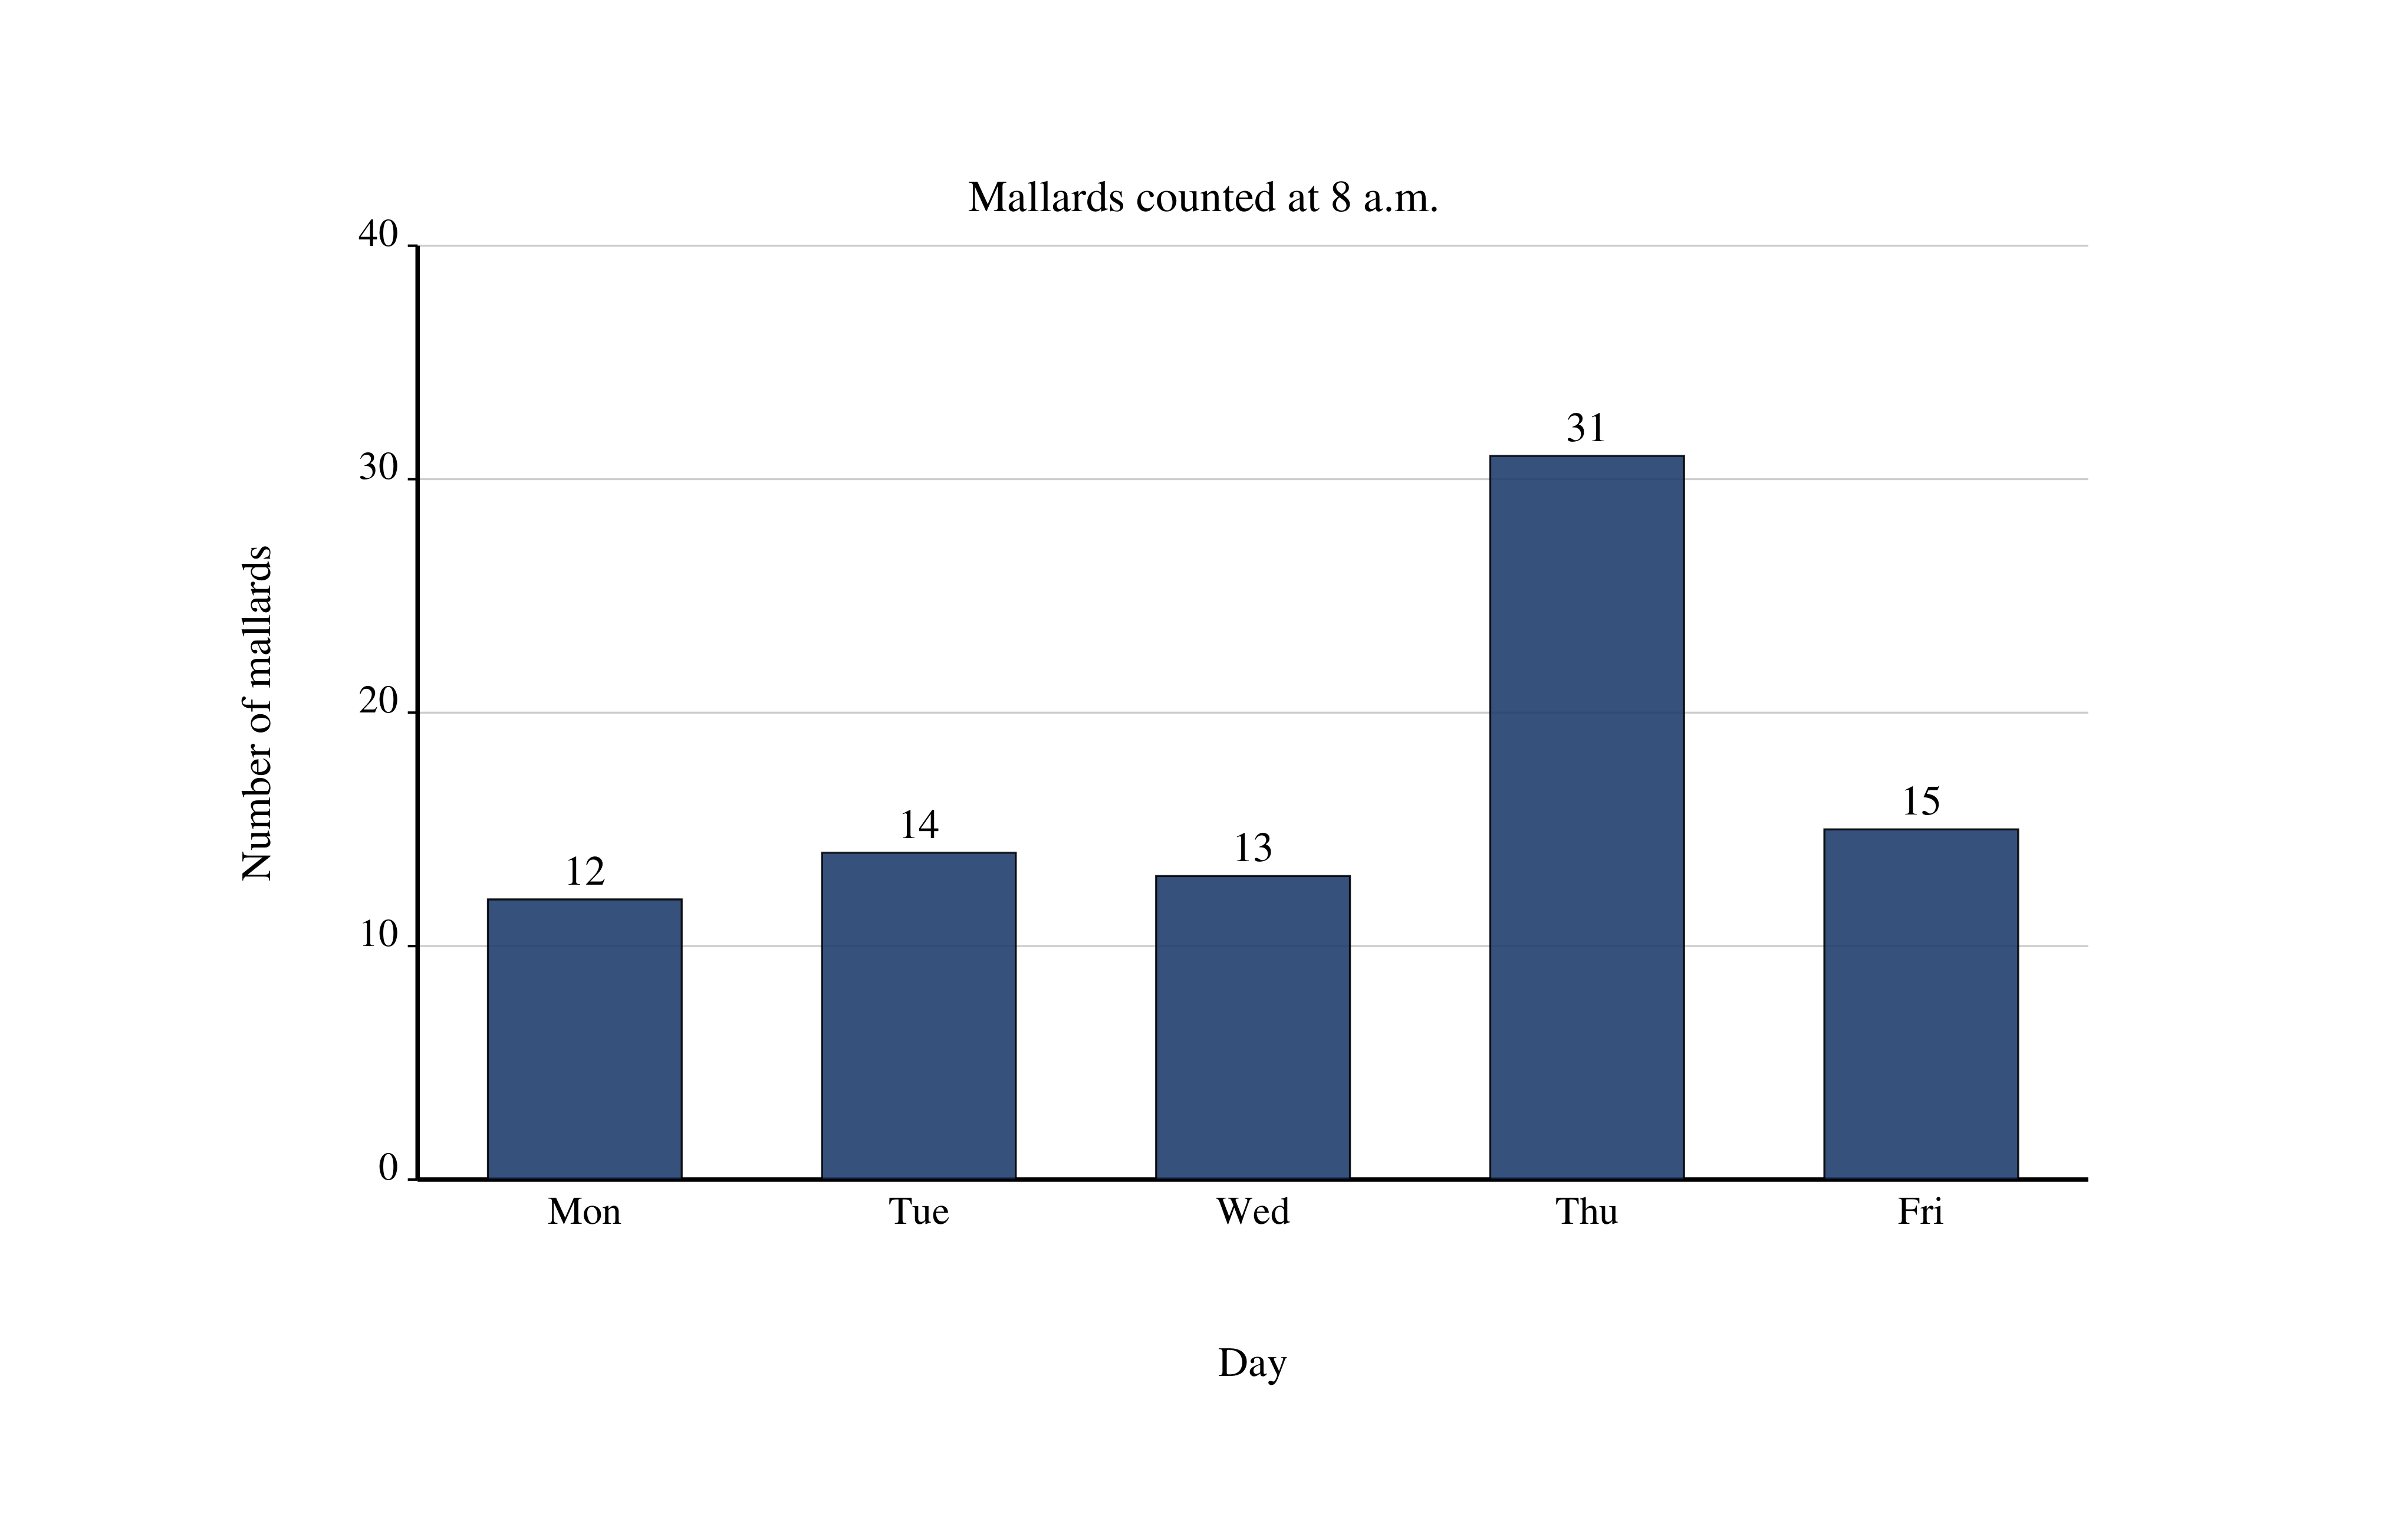 Mallards counted at 8 a.m.
40
30
20
10
0
Number of mallards
12
14
13
31
15
Mon
Tue
Wed
Thu
Fri
Day